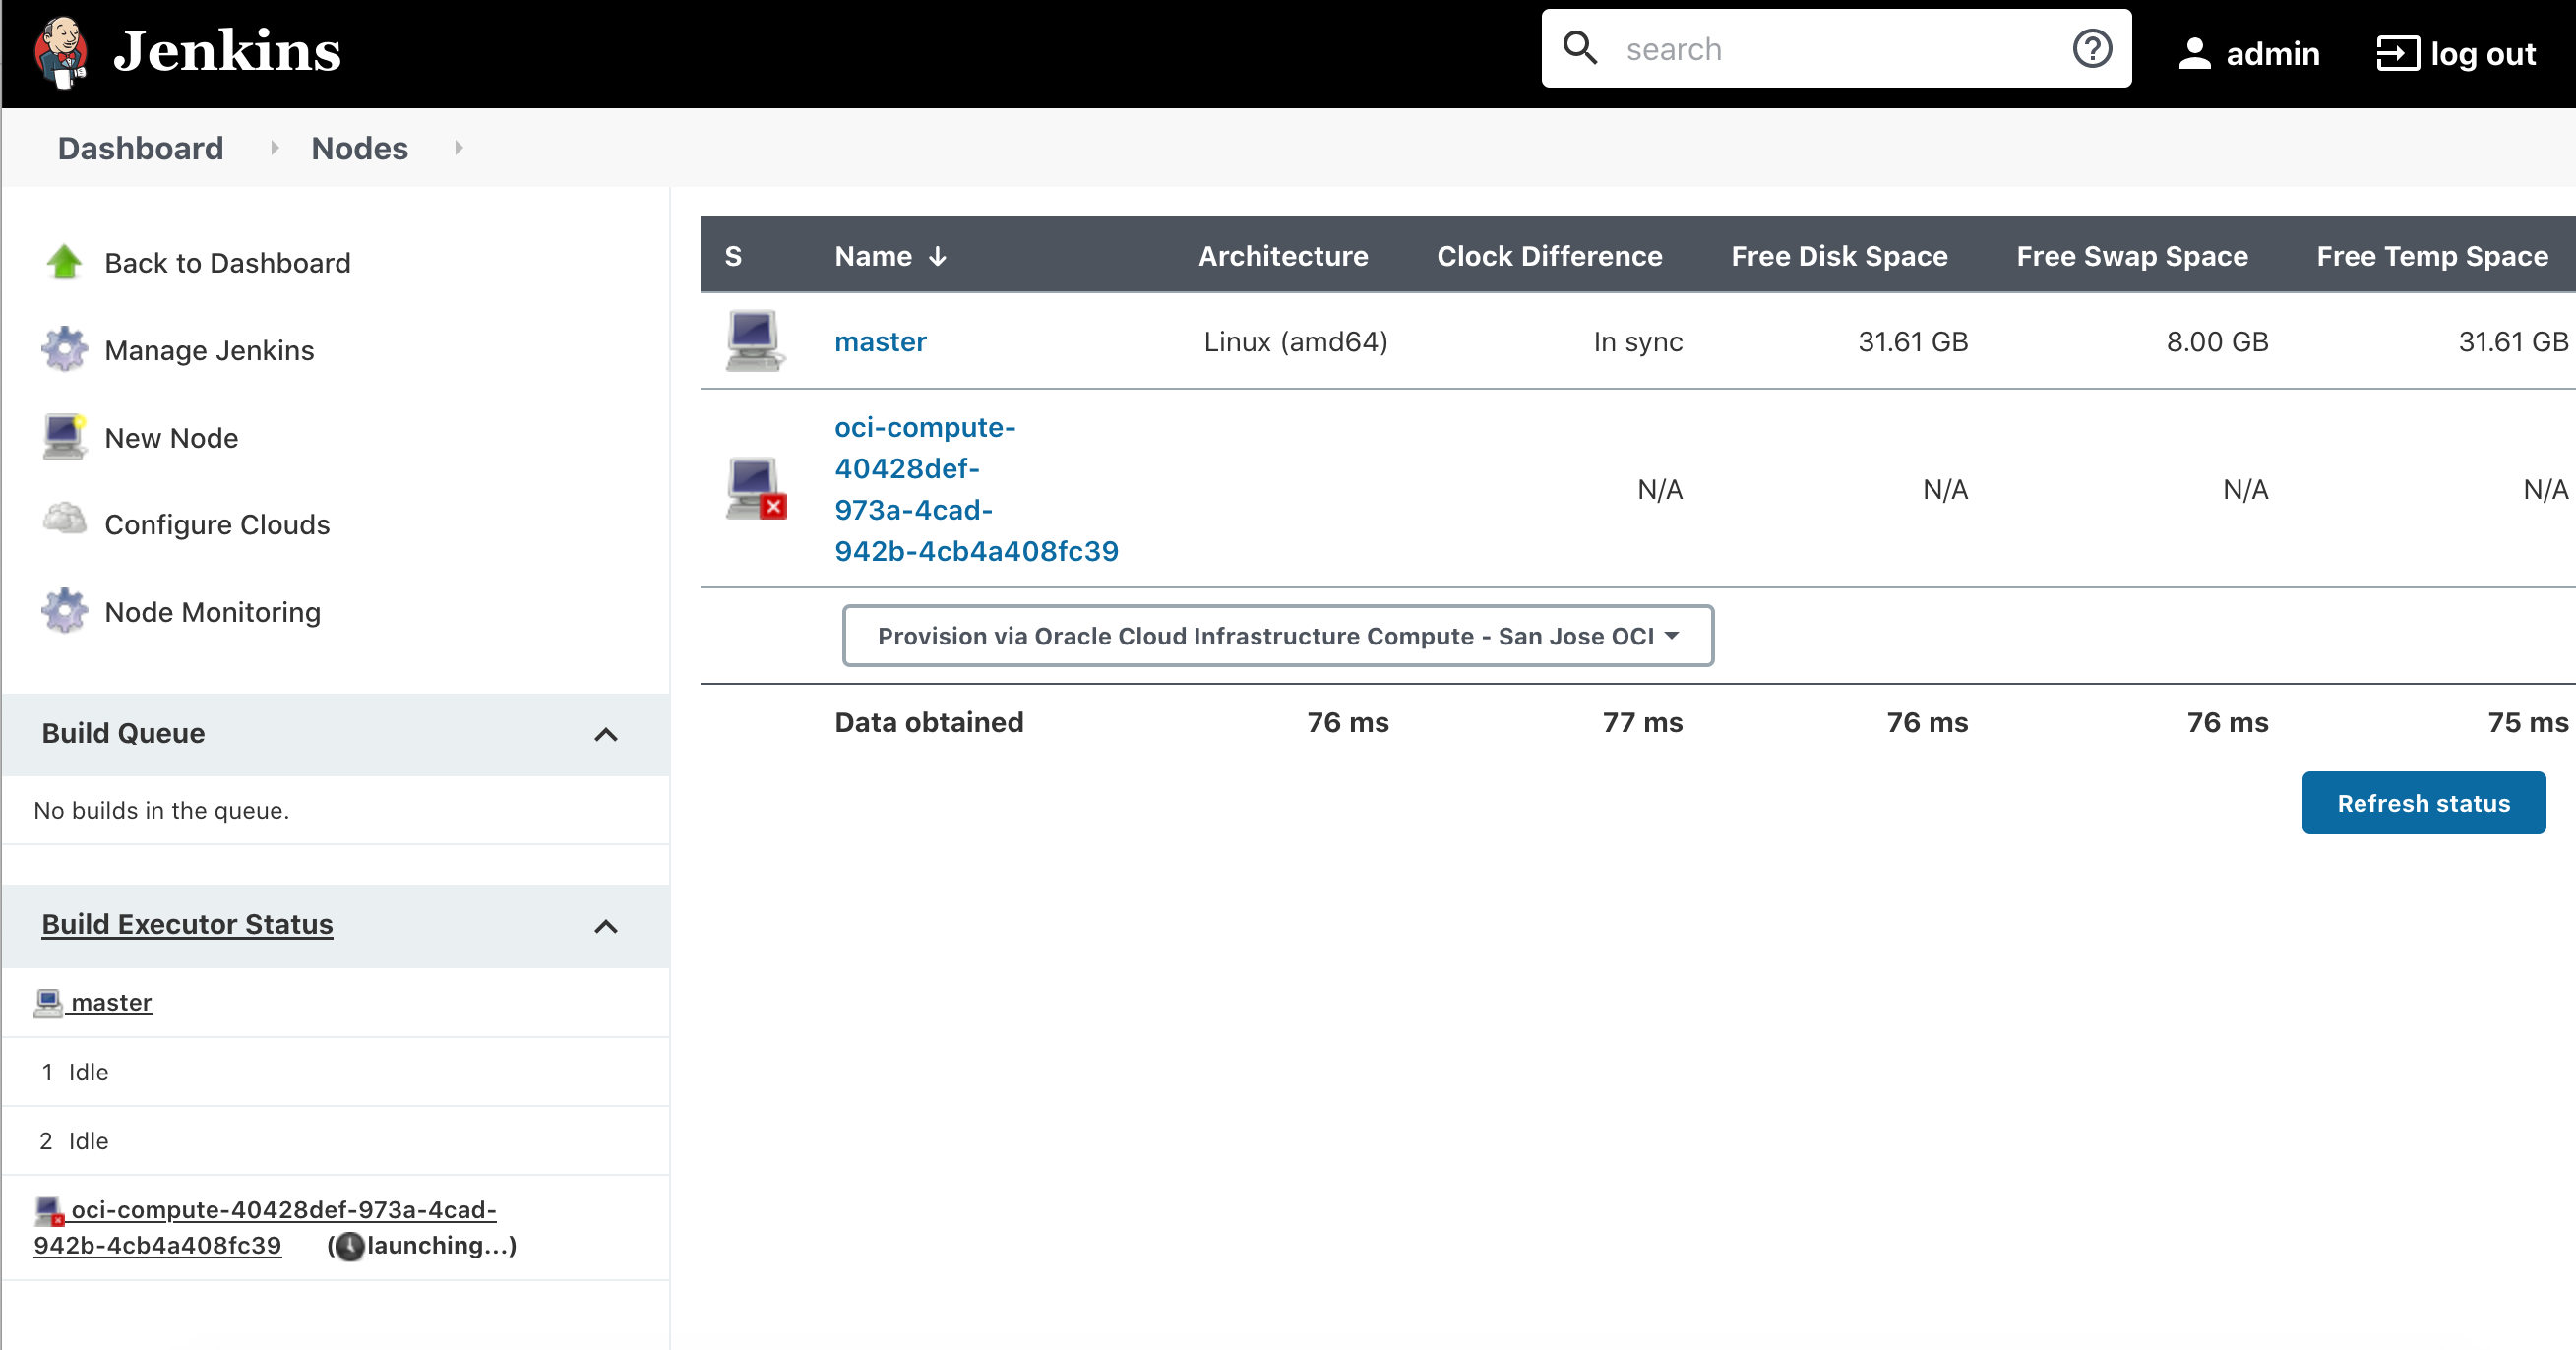 Jenkins
search
admin
log out
Dashboard
Nodes
Back to Dashboard
Manage Jenkins
New Node
Configure Clouds
Node Monitoring
Build Queue
No builds in the queue.
Build Executor Status
master
1 Idle
2 Idle
oci-compute-40428def-973a-4cad-
942b-4cb4a408fc39 (launching...)
S Name ↓ Architecture Clock Difference Free Disk Space Free Swap Space Free Temp Space
master Linux (amd64) In sync 31.61 GB 8.00 GB 31.61 GB
oci-compute-
40428def-
973a-4cad-
942b-4cb4a408fc39
N/A N/A N/A N/A
Provision via Oracle Cloud Infrastructure Compute - San Jose OCI
Data obtained 76 ms 77 ms 76 ms 76 ms 75 ms
Refresh status